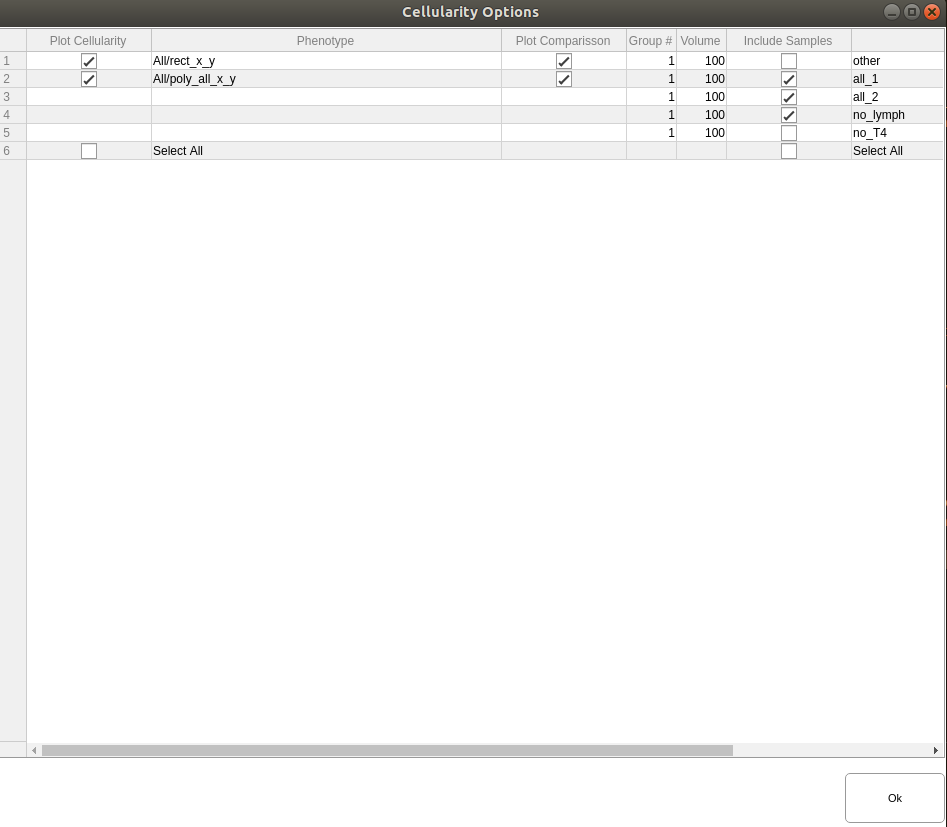 Cellularity Options
Plot Cellularity Phenotype Plot Comparisson Group # Volume Include Samples
1 All/rect_x_y 1 100 other
2 All/poly_all_x_y 1 100 all_1
3 1 100 all_2
4 1 100 no_lymph
5 1 100 no_T4
6 Select All Select All
Ok